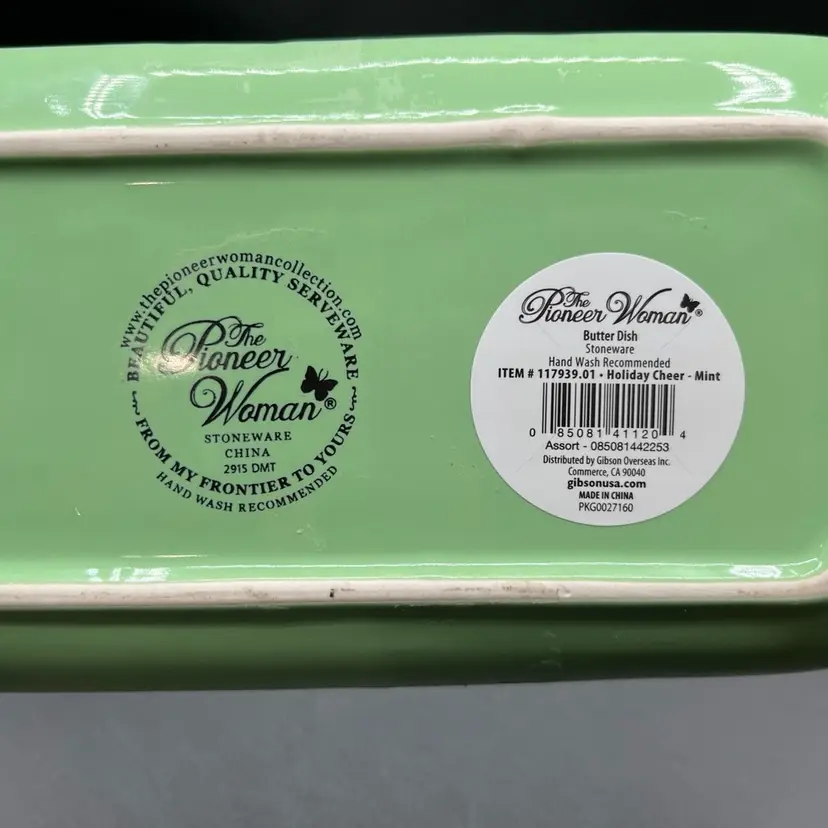 www.thepioneerwomancollection.com
BEAUTIFUL, QUALITY SERVEWARE
The
Pioneer
Woman®
STONEWARE
CHINA
2915 DMT
FROM MY FRONTIER TO YOURS
HAND WASH RECOMMENDED
The
Pioneer Woman®
Butter Dish
Stoneware
Hand Wash Recommended
ITEM # 117939.01 • Holiday Cheer - Mint
0 85081 41120 4
Assort - 085081442253
Distributed by Gibson Overseas Inc.
Commerce, CA 90040
gibsonusa.com
MADE IN CHINA
PKG0027160